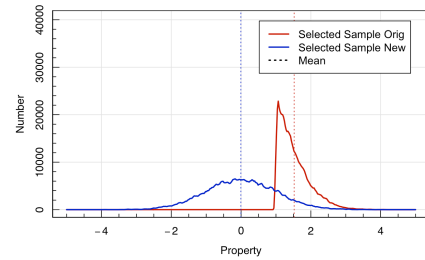 40000
30000
20000
10000
0
Number
Selected Sample Orig
Selected Sample New
Mean
−4 −2 0 2 4
Property